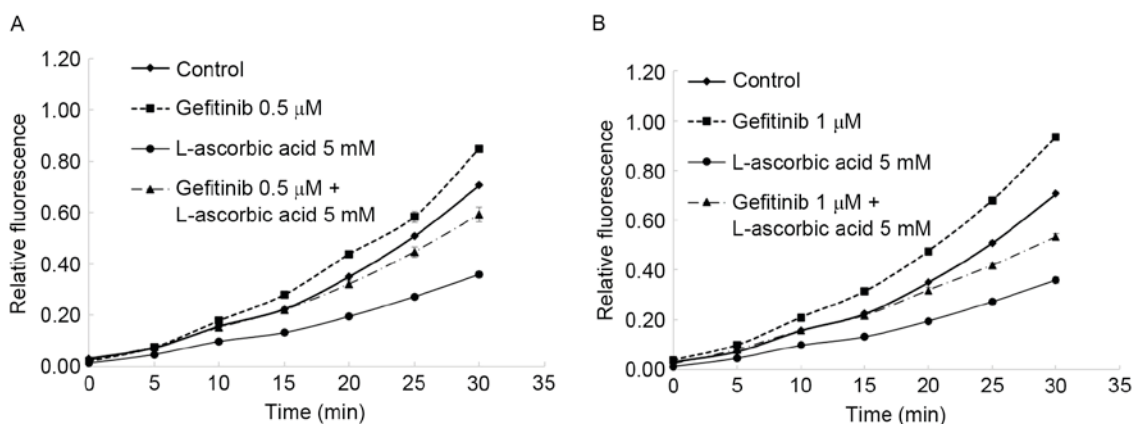 A
Relative fluorescence
1.20
1.00
0.80
0.60
0.40
0.20
0.00
Control
Gefitinib 0.5 μM
L-ascorbic acid 5 mM
Gefitinib 0.5 μM +
L-ascorbic acid 5 mM
0 5 10 15 20 25 30 35
Time (min)
B
Relative fluorescence
1.20
1.00
0.80
0.60
0.40
0.20
0.00
Control
Gefitinib 1 μM
L-ascorbic acid 5 mM
Gefitinib 1 μM +
L-ascorbic acid 5 mM
0 5 10 15 20 25 30 35
Time (min)